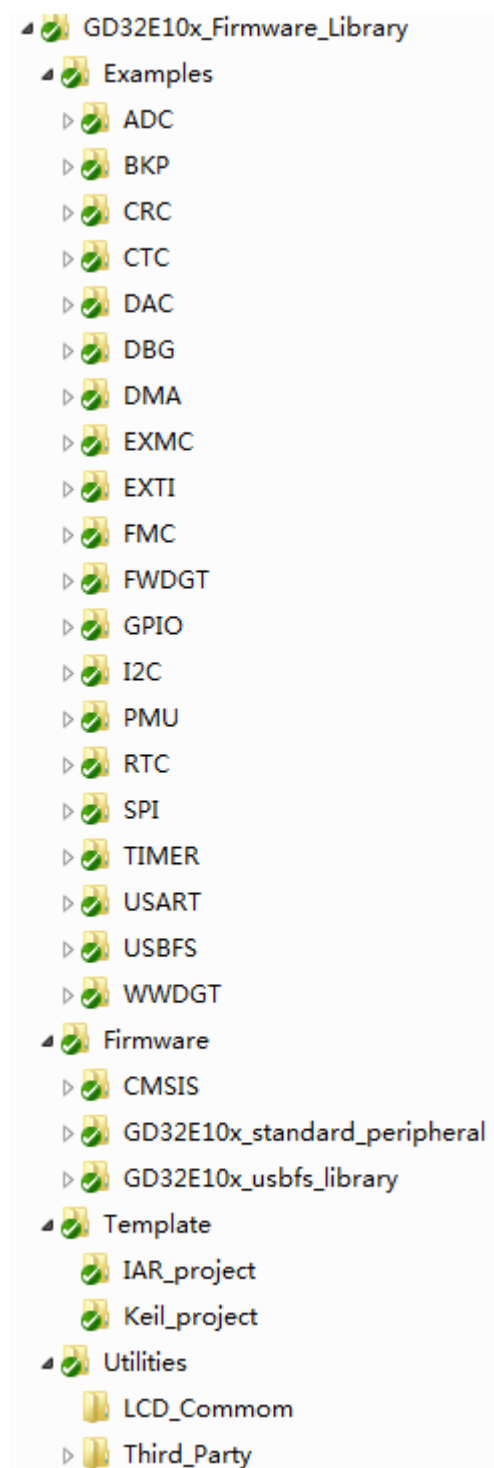 GD32E10x_Firmware_Library
Examples
ADC
BKP
CRC
CTC
DAC
DBG
DMA
EXMC
EXTI
FMC
FWDGT
GPIO
I2C
PMU
RTC
SPI
TIMER
USART
USBFS
WWDGT
Firmware
CMSIS
GD32E10x_standard_peripheral
GD32E10x_usbfs_library
Template
IAR_project
Keil_project
Utilities
LCD_Commom
Third_Party